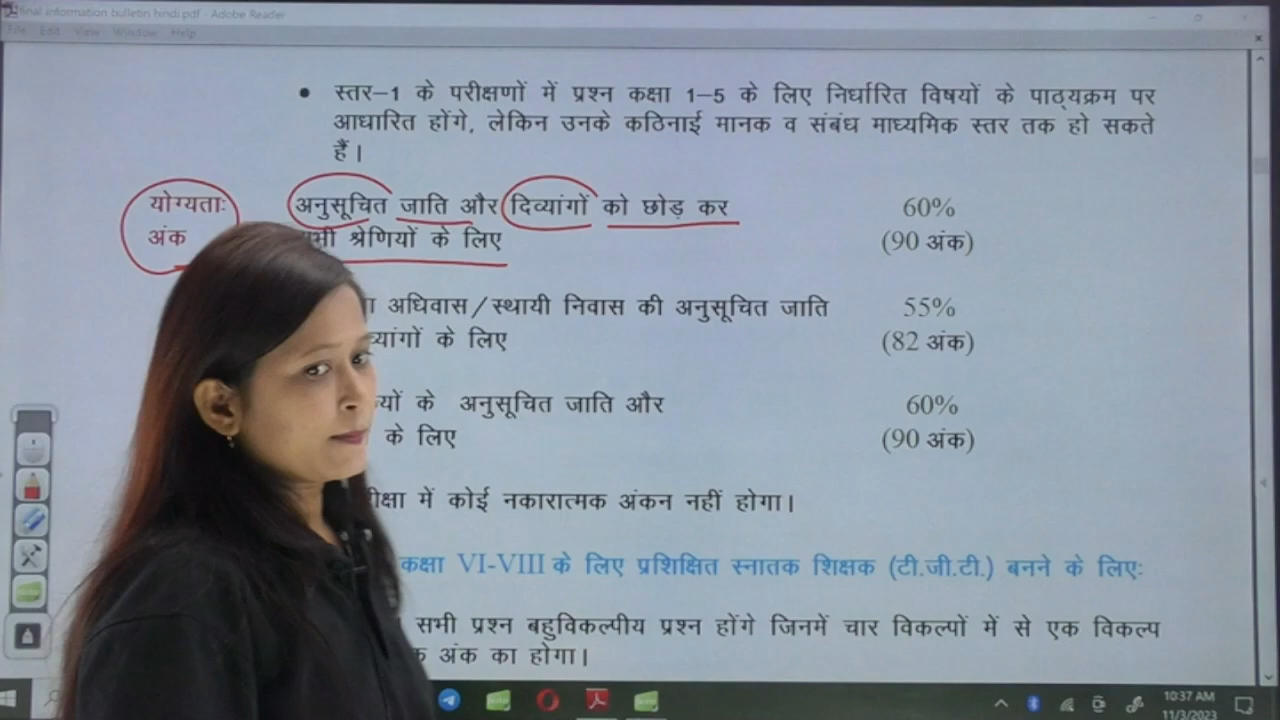 final information bulletin hindi.pdf - Adobe Reader
File Edit View Window Help
• स्तर–1 के परीक्षणों में प्रश्न कक्षा 1–5 के लिए निर्धारित विषयों के पाठ्यक्रम पर
आधारित होंगे, लेकिन उनके कठिनाई मानक व संबंध माध्यमिक स्तर तक हो सकते
हैं।
योग्यताः अनुसूचित जाति और दिव्यांगों को छोड़ कर 60%
अंक श्रेणियों के लिए (90 अंक)
अधिवास/स्थायी निवास की अनुसूचित जाति 55%
के लिए (82 अंक)
के अनुसूचित जाति और 60%
के लिए (90 अंक)
में कोई नकारात्मक अंकन नहीं होगा।
कक्षा VI-VIII के लिए प्रशिक्षित स्नातक शिक्षक (टी.जी.टी.) बनने के लिएः
सभी प्रश्न बहुविकल्पीय प्रश्न होंगे जिनमें चार विकल्पों में से एक विकल्प
अंक का होगा।
10:37 AM
11/3/2023